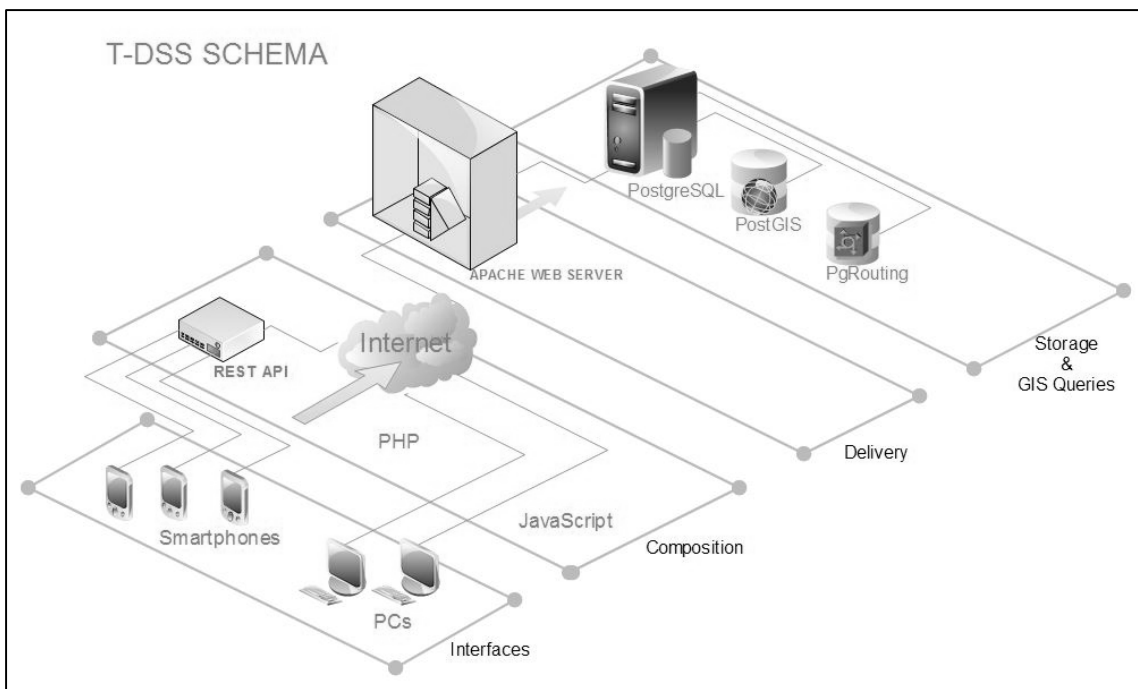 T-DSS SCHEMA
PostgreSQL
PostGIS
PgRouting
APACHE WEB SERVER
Storage
&
GIS Queries
Internet
REST API
PHP
Delivery
JavaScript
Composition
Smartphones
PCs
Interfaces